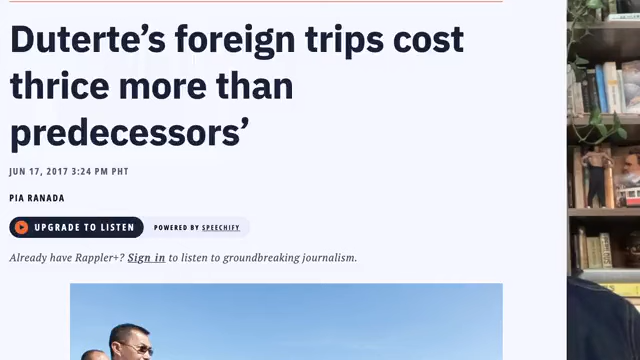 Duterte’s foreign trips cost
thrice more than
predecessors’
JUN 17, 2017 3:24 PM PHT
PIA RANADA
UPGRADE TO LISTEN
POWERED BY SPEECHIFY
Already have Rappler+? Sign in to listen to groundbreaking journalism.